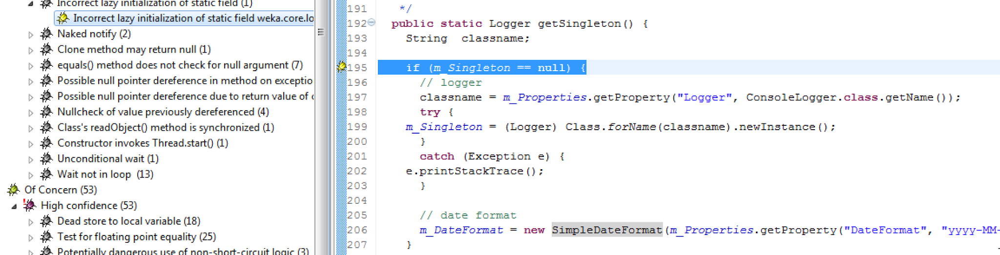 Incorrect lazy initialization of static field (1)
Incorrect lazy initialization of static field weka.core.lo
Naked notify (2)
Clone method may return null (1)
equals() method does not check for null argument (7)
Possible null pointer dereference in method on exceptio
Possible null pointer dereference due to return value of
Nullcheck of value previously dereferenced (4)
Class's readObject() method is synchronized (1)
Constructor invokes Thread.start() (1)
Unconditional wait (1)
Wait not in loop (13)
Of Concern (53)
High confidence (53)
Dead store to local variable (18)
Test for floating point equality (25)
Potentially dangerous use of non-short-circuit logic (3)
191 */
192 public static Logger getSingleton() {
193 String classname;
194
195 if (m_Singleton == null) {
196 // logger
197 classname = m_Properties.getProperty("Logger", ConsoleLogger.class.getName());
198 try {
199 m_Singleton = (Logger) Class.forName(classname).newInstance();
200 }
201 catch (Exception e) {
202 e.printStackTrace();
203 }
204
205 // date format
206 m_DateFormat = new SimpleDateFormat(m_Properties.getProperty("DateFormat", "yyyy-MM-
207 }